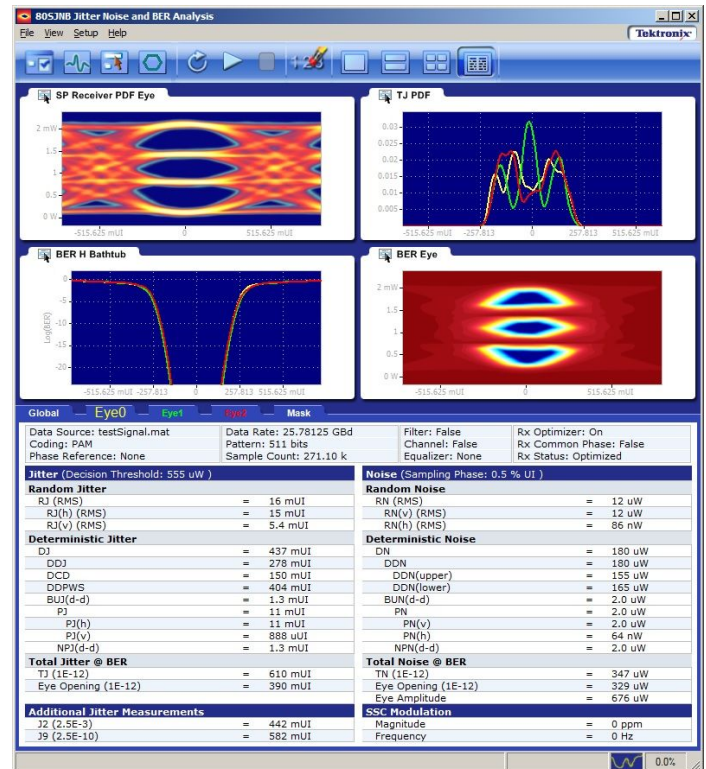 80SJNB Jitter Noise and BER Analysis
File View Setup Help
Tektronix
SP Receiver PDF Eye
2 mW
1.5
1
0.5
0 W
-515.625 mUI 0 515.625 mUI
TJ PDF
0.03
0.025
0.02
0.015
0.01
0.005
-515.625 mUI -257.813 0 257.813 515.625 mUI
BER H Bathtub
Log(BER)
0
-5
-10
-15
-20
-515.625 mUI -257.813 0 257.813 515.625 mUI
BER Eye
2 mW
1.5
1
0.5
0 W
-515.625 mUI 0 515.625 mUI
Global Eye0 Eye1 Eye2 Mask
Data Source: testSignal.mat Data Rate: 25.78125 GBd Filter: False Rx Optimizer: On
Coding: PAM Pattern: 511 bits Channel: False Rx Common Phase: False
Phase Reference: None Sample Count: 271.10 k Equalizer: None Rx Status: Optimized
Jitter (Decision Threshold: 555 uW )
Random Jitter
RJ (RMS) = 16 mUI
RJ(h) (RMS) = 15 mUI
RJ(v) (RMS) = 5.4 mUI
Deterministic Jitter
DJ = 437 mUI
DDJ = 278 mUI
DCD = 150 mUI
DDPWS = 404 mUI
BUJ(d-d) = 1.3 mUI
PJ = 11 mUI
PJ(h) = 11 mUI
PJ(v) = 888 uUI
NPJ(d-d) = 1.3 mUI
Total Jitter @ BER
TJ (1E-12) = 610 mUI
Eye Opening (1E-12) = 390 mUI
Additional Jitter Measurements
J2 (2.5E-3) = 442 mUI
J9 (2.5E-10) = 582 mUI
Noise (Sampling Phase: 0.5 % UI )
Random Noise
RN (RMS) = 12 uW
RN(v) (RMS) = 12 uW
RN(h) (RMS) = 86 nW
Deterministic Noise
DN = 180 uW
DDN = 180 uW
DDN(upper) = 155 uW
DDN(lower) = 165 uW
BUN(d-d) = 2.0 uW
PN = 2.0 uW
PN(v) = 2.0 uW
PN(h) = 64 nW
NPN(d-d) = 2.0 uW
Total Noise @ BER
TN (1E-12) = 347 uW
Eye Opening (1E-12) = 329 uW
Eye Amplitude = 676 uW
SSC Modulation
Magnitude = 0 ppm
Frequency = 0 Hz
0.0%